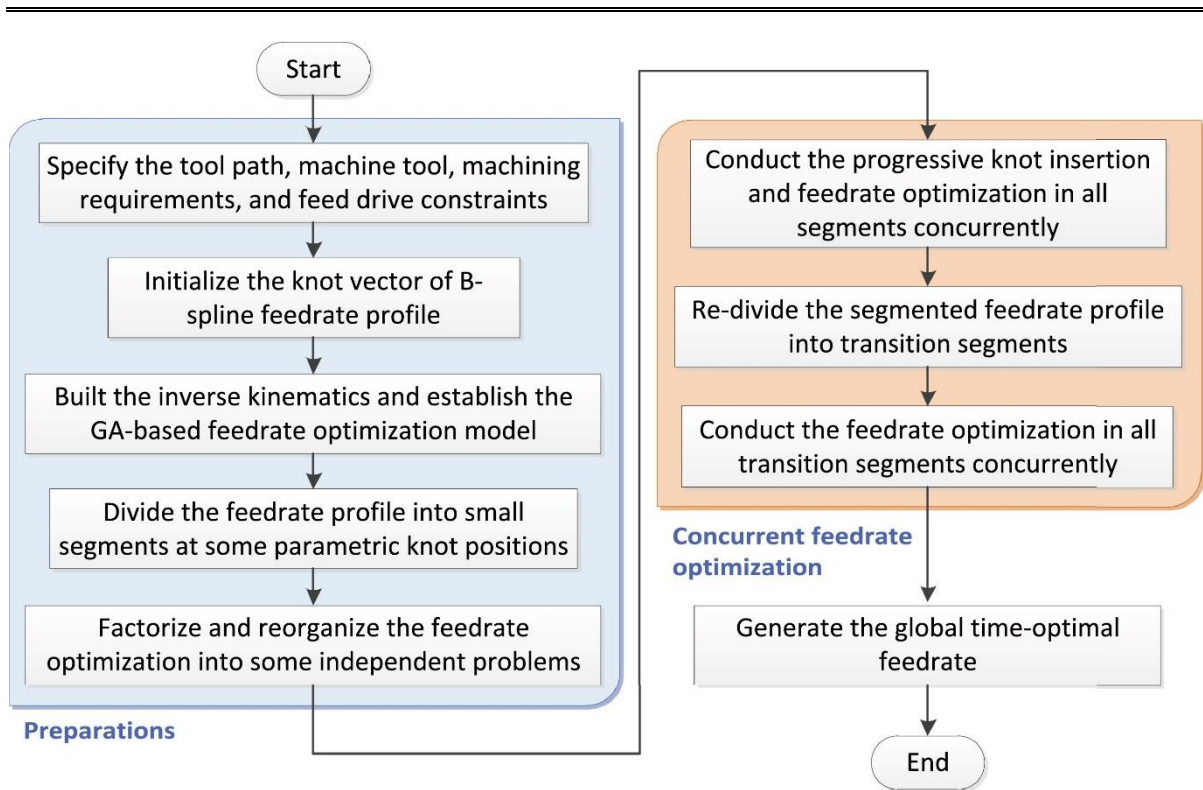 Start
Specify the tool path, machine tool, machining
requirements, and feed drive constraints
Initialize the knot vector of B-
spline feedrate profile
Built the inverse kinematics and establish the
GA-based feedrate optimization model
Divide the feedrate profile into small
segments at some parametric knot positions
Factorize and reorganize the feedrate
optimization into some independent problems
Preparations
Conduct the progressive knot insertion
and feedrate optimization in all
segments concurrently
Re-divide the segmented feedrate profile
into transition segments
Conduct the feedrate optimization in all
transition segments concurrently
Concurrent feedrate
optimization
Generate the global time-optimal
feedrate
End